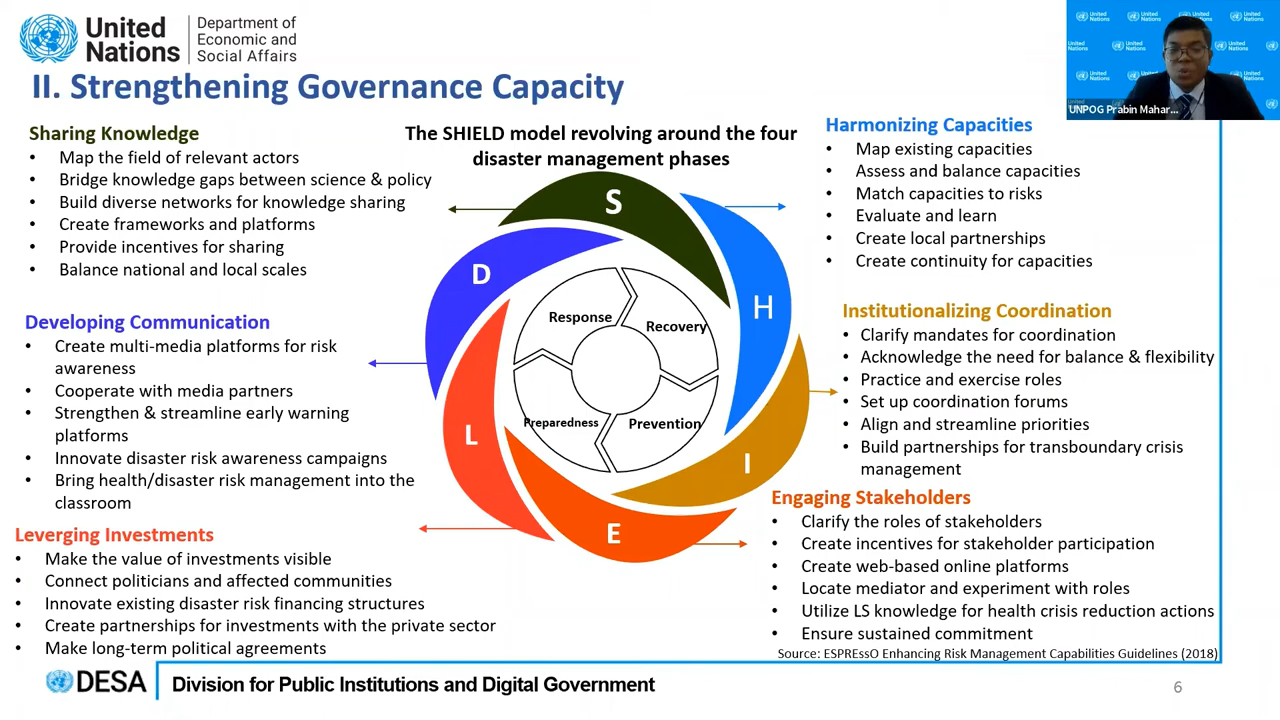 United
Nations
Department of
Economic and
Social Affairs
II. Strengthening Governance Capacity
UNPOG Prabin Mahar...
Sharing Knowledge
• Map the field of relevant actors
• Bridge knowledge gaps between science & policy
• Build diverse networks for knowledge sharing
• Create frameworks and platforms
• Provide incentives for sharing
• Balance national and local scales
Developing Communication
• Create multi-media platforms for risk
awareness
• Cooperate with media partners
• Strengthen & streamline early warning
platforms
• Innovate disaster risk awareness campaigns
• Bring health/disaster risk management into the
classroom
Leverging Investments
• Make the value of investments visible
• Connect politicians and affected communities
• Innovate existing disaster risk financing structures
• Create partnerships for investments with the private sector
• Make long-term political agreements
The SHIELD model revolving around the four
disaster management phases
S
H
I
E
L
D
Response
Recovery
Preparedness
Prevention
Harmonizing Capacities
• Map existing capacities
• Assess and balance capacities
• Match capacities to risks
• Evaluate and learn
• Create local partnerships
• Create continuity for capacities
Institutionalizing Coordination
• Clarify mandates for coordination
• Acknowledge the need for balance & flexibility
• Practice and exercise roles
• Set up coordination forums
• Align and streamline priorities
• Build partnerships for transboundary crisis
management
Engaging Stakeholders
• Clarify the roles of stakeholders
• Create incentives for stakeholder participation
• Create web-based online platforms
• Locate mediator and experiment with roles
• Utilize LS knowledge for health crisis reduction actions
• Ensure sustained commitment
Source: ESPREssO Enhancing Risk Management Capabilities Guidelines (2018)
DESA
Division for Public Institutions and Digital Government
6